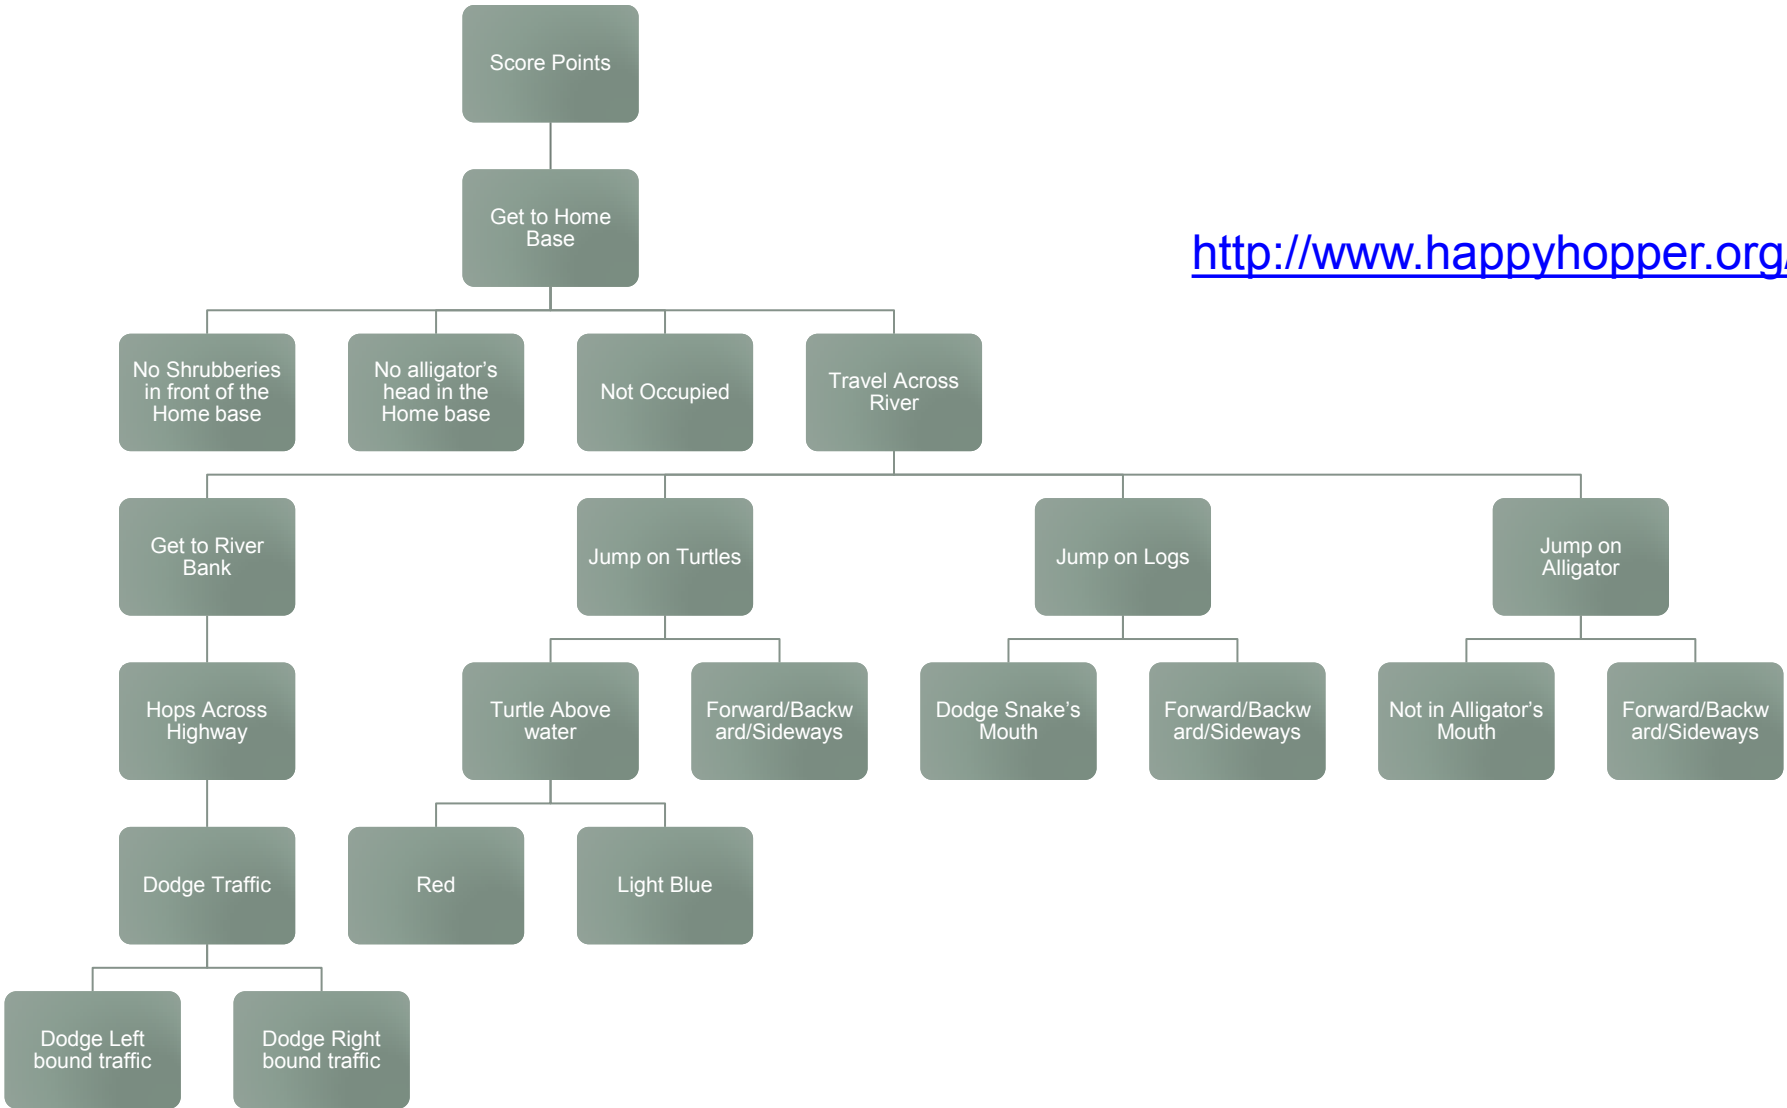 Score Points
Get to Home
Base
http://www.happyhopper.org/
No Shrubberies
in front of the
Home base
No alligator's
head in the
Home base
Not Occupied
Travel Across
River
Get to River
Bank
Jump on Turtles
Jump on Logs
Jump on
Alligator
Hops Across
Highway
Turtle Above
water
Forward/Backw
ard/Sideways
Dodge Snake's
Mouth
Forward/Backw
ard/Sideways
Not in Alligator's
Mouth
Forward/Backw
ard/Sideways
Dodge Traffic
Red
Light Blue
Dodge Left
bound traffic
Dodge Right
bound traffic